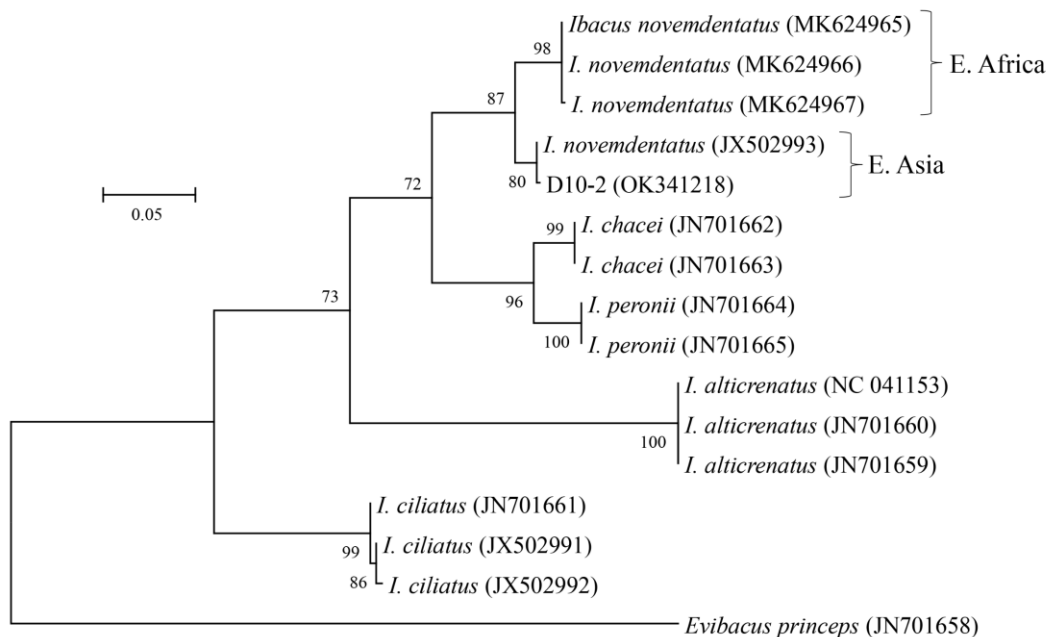 Ibacus novemdentatus (MK624965)
98
I. novemdentatus (MK624966)
E. Africa
87
I. novemdentatus (MK624967)
I. novemdentatus (JX502993)
E. Asia
72
80
D10-2 (OK341218)
0.05
99
I. chacei (JN701662)
I. chacei (JN701663)
73
96
I. peronii (JN701664)
100
I. peronii (JN701665)
I. alticrenatus (NC 041153)
I. alticrenatus (JN701660)
100
I. alticrenatus (JN701659)
I. ciliatus (JN701661)
99
I. ciliatus (JX502991)
86
I. ciliatus (JX502992)
Evibacus princeps (JN701658)